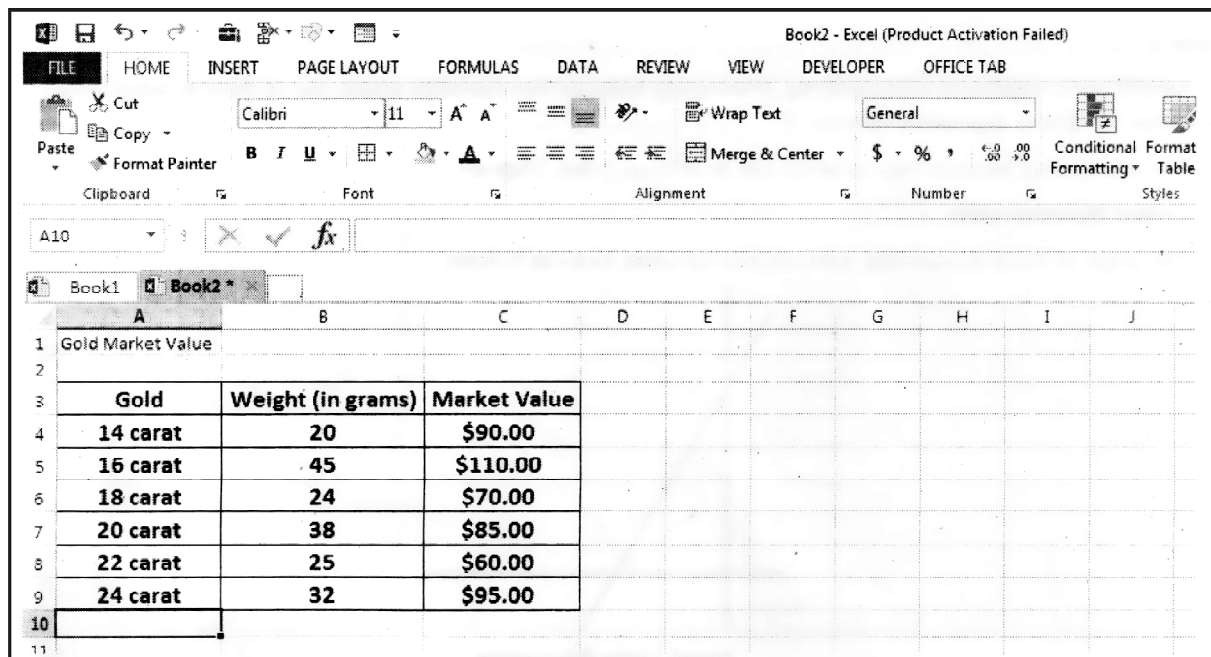 Book2 - Excel (Product Activation Failed)
FILE HOME INSERT PAGE LAYOUT FORMULAS DATA REVIEW VIEW DEVELOPER OFFICE TAB
Cut
Copy
Format Painter
Paste
Calibri 11 A A
Wrap Text
General
B I U A
Merge & Center
$ % , .0 .00 .00 .0
Conditional Formatting
Format Table
Clipboard Font Alignment Number Styles
A10 fx
Book1 Book2 *
A B C D E F G H I J
1 Gold Market Value
2
3 Gold Weight (in grams) Market Value
4 14 carat 20 $90.00
5 16 carat 45 $110.00
6 18 carat 24 $70.00
7 20 carat 38 $85.00
8 22 carat 25 $60.00
9 24 carat 32 $95.00
10
11